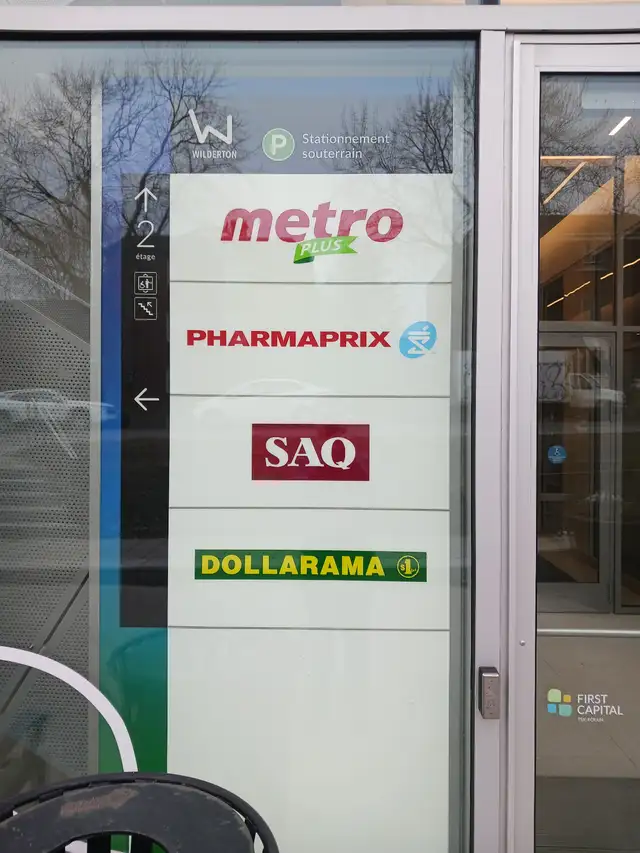 WILDERTON
P
Stationnement
souterrain
2
étage
metro
PLUS
PHARMAPRIX
SAQ
DOLLARAMA $1
FIRST
CAPITAL